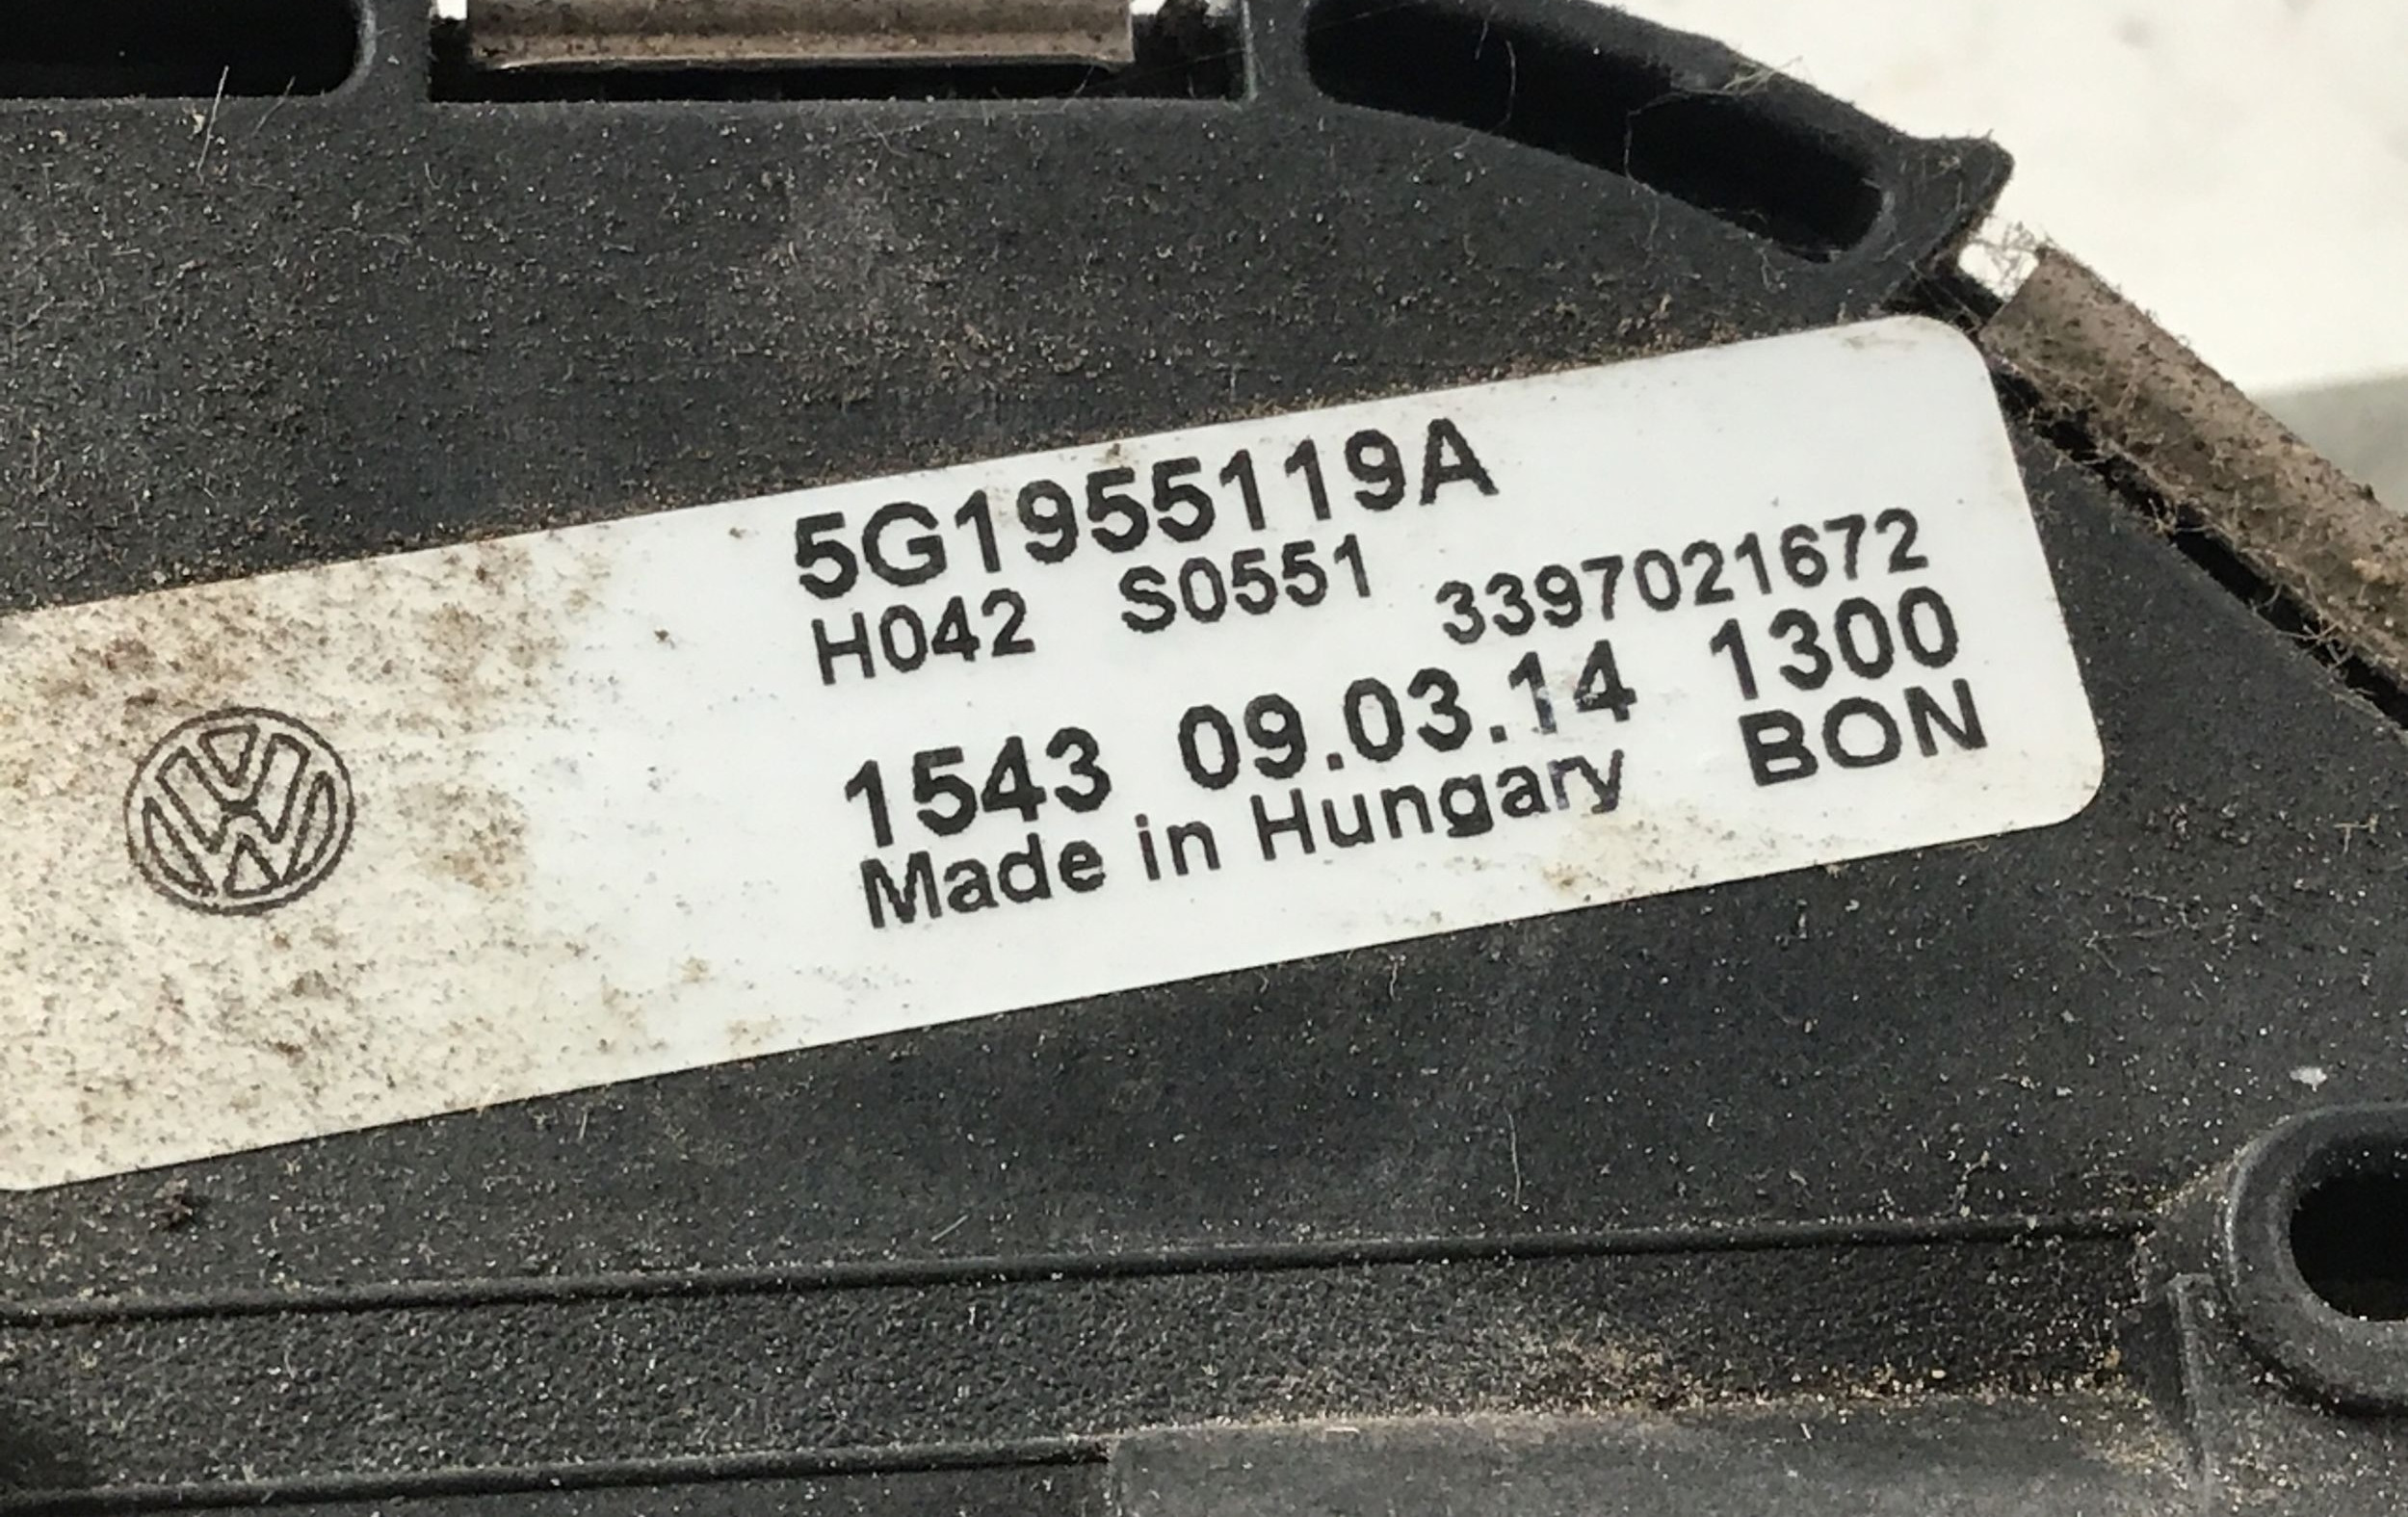 5G1955119A
H042 S0551 3397021672
1543 09.03.14 1300
Made in Hungary BON